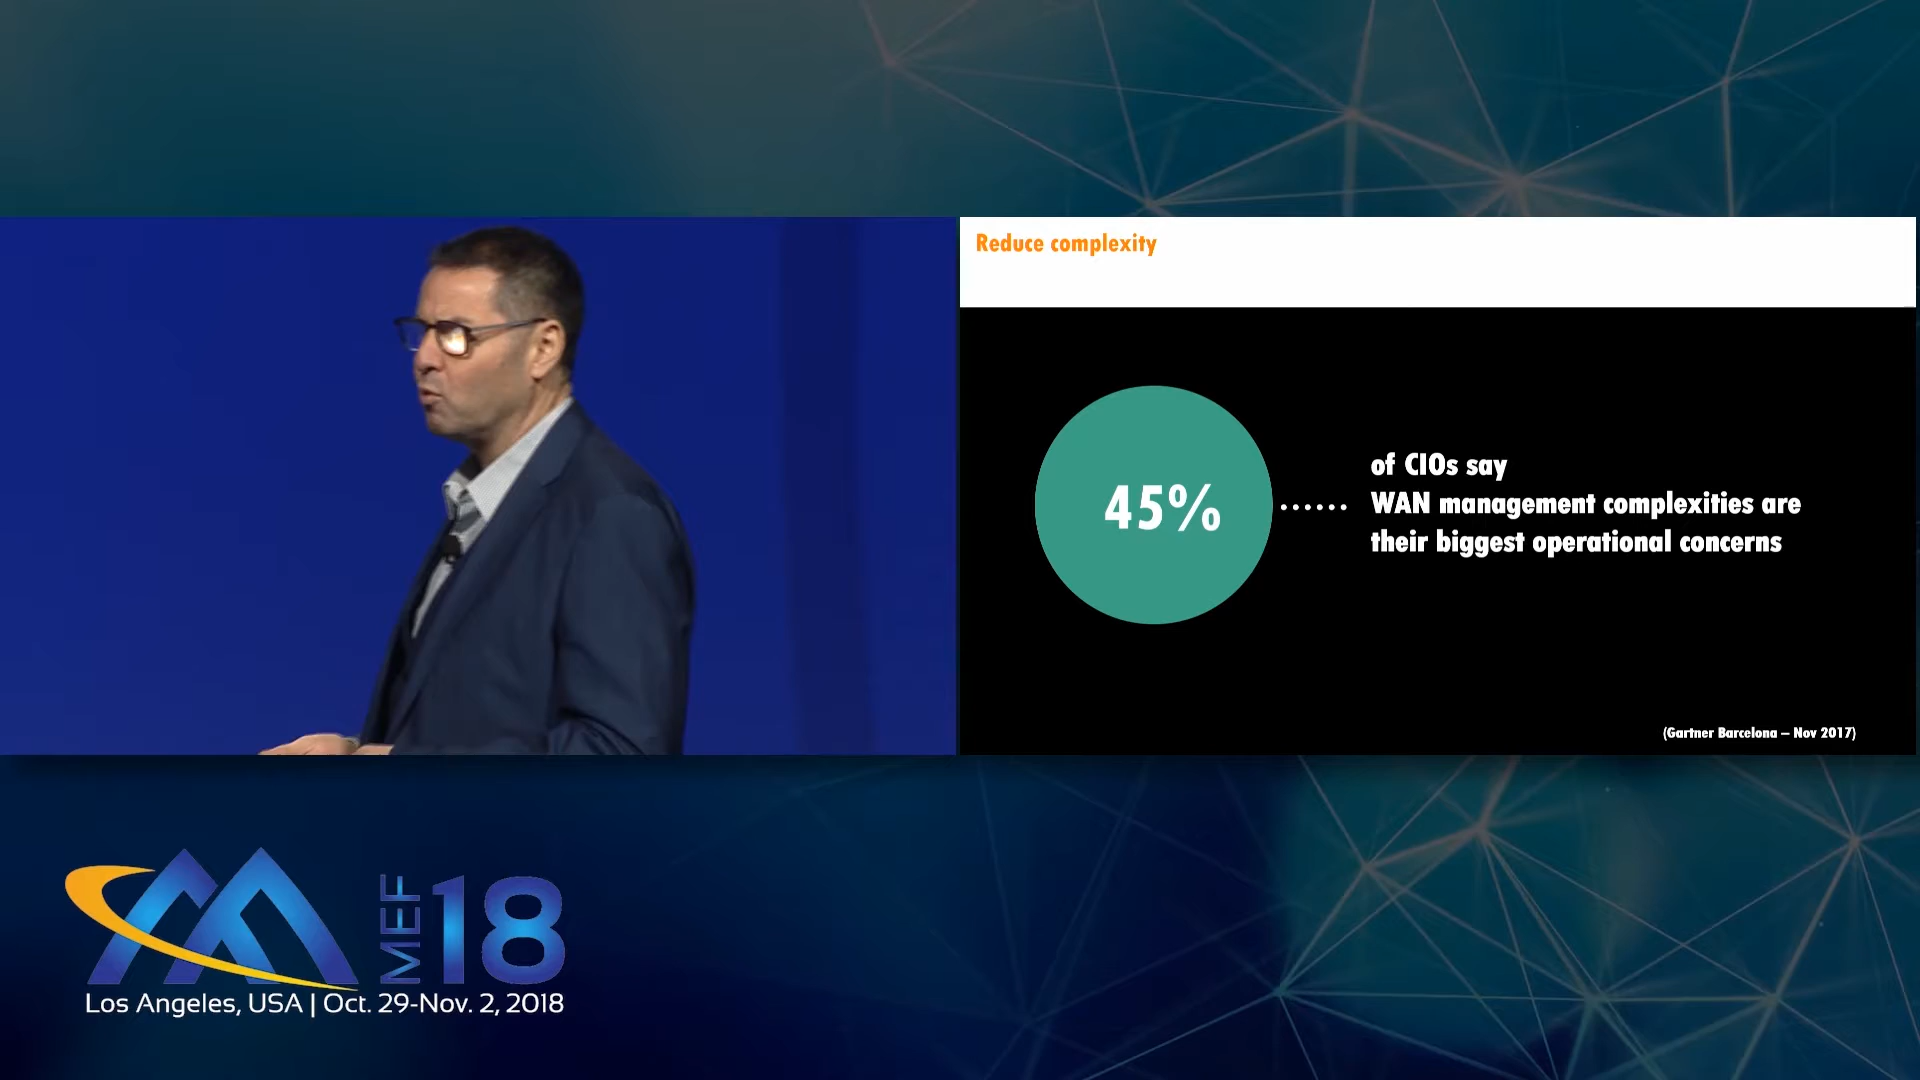 Reduce complexity
45%
of CIOs say
WAN management complexities are
their biggest operational concerns
(Gartner Barcelona – Nov 2017)
MEF 18
Los Angeles, USA | Oct. 29-Nov. 2, 2018